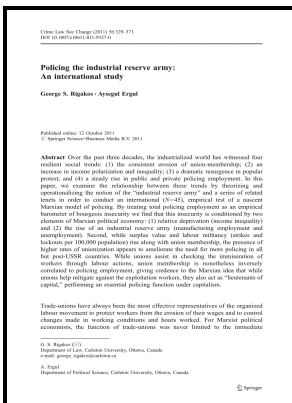 Crime Law Soc Change (2011) 56:329–371
DOI 10.1007/s10611-011-9327-0
Policing the industrial reserve army:
An international study
George S. Rigakos · Aysegul Ergul
Published online: 12 October 2011
© Springer Science+Business Media B.V. 2011
Abstract Over the past three decades, the industrialized world has witnessed four
resilient social trends: (1) the consistent erosion of union-membership; (2) an
increase in income polarization and inequality; (3) a dramatic resurgence in popular
protest; and (4) a steady rise in public and private policing employment. In this
paper, we examine the relationship between these trends by theorizing and
operationalizing the notion of the "industrial reserve army" and a series of related
tenets in order to conduct an international (N=45), empirical test of a nascent
Marxian model of policing. By treating total policing employment as an empirical
barometer of bourgeois insecurity we find that this insecurity is conditioned by two
elements of Marxian political economy: (1) relative deprivation (income inequality)
and (2) the rise of an industrial reserve army (manufacturing employment and
unemployment). Second, while surplus value and labour militancy (strikes and
lockouts per 100,000 population) rise along with union membership, the presence of
higher rates of unionization appears to ameliorate the need for more policing in all
but post-USSR countries. While unions assist in checking the immiseration of
workers through labour actions, union membership is nonetheless inversely
correlated to policing employment, giving credence to the Marxian idea that while
unions help mitigate against the exploitation workers, they also act as "lieutenants of
capital," performing an essential policing function under capitalism.
Trade-unions have always been the most effective representatives of the organized
labour movement to protect workers from the erosion of their wages and to control
changes made in working conditions and hours worked. For Marxist political
economists, the function of trade-unions was never limited to the immediate
G. S. Rigakos (✉)
Department of Law, Carleton University, Ottawa, Canada
e-mail: george_rigakos@carleton.ca
A. Ergul
Department of Political Science, Carleton University, Ottawa, Canada
Springer